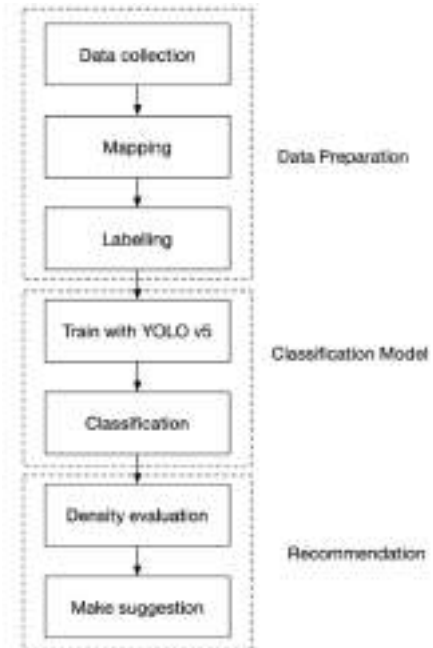 Data collection
Mapping
Data Preparation
Labelling
Train with YOLO v5
Classification Model
Classification
Density evaluation
Recommendation
Make suggestion